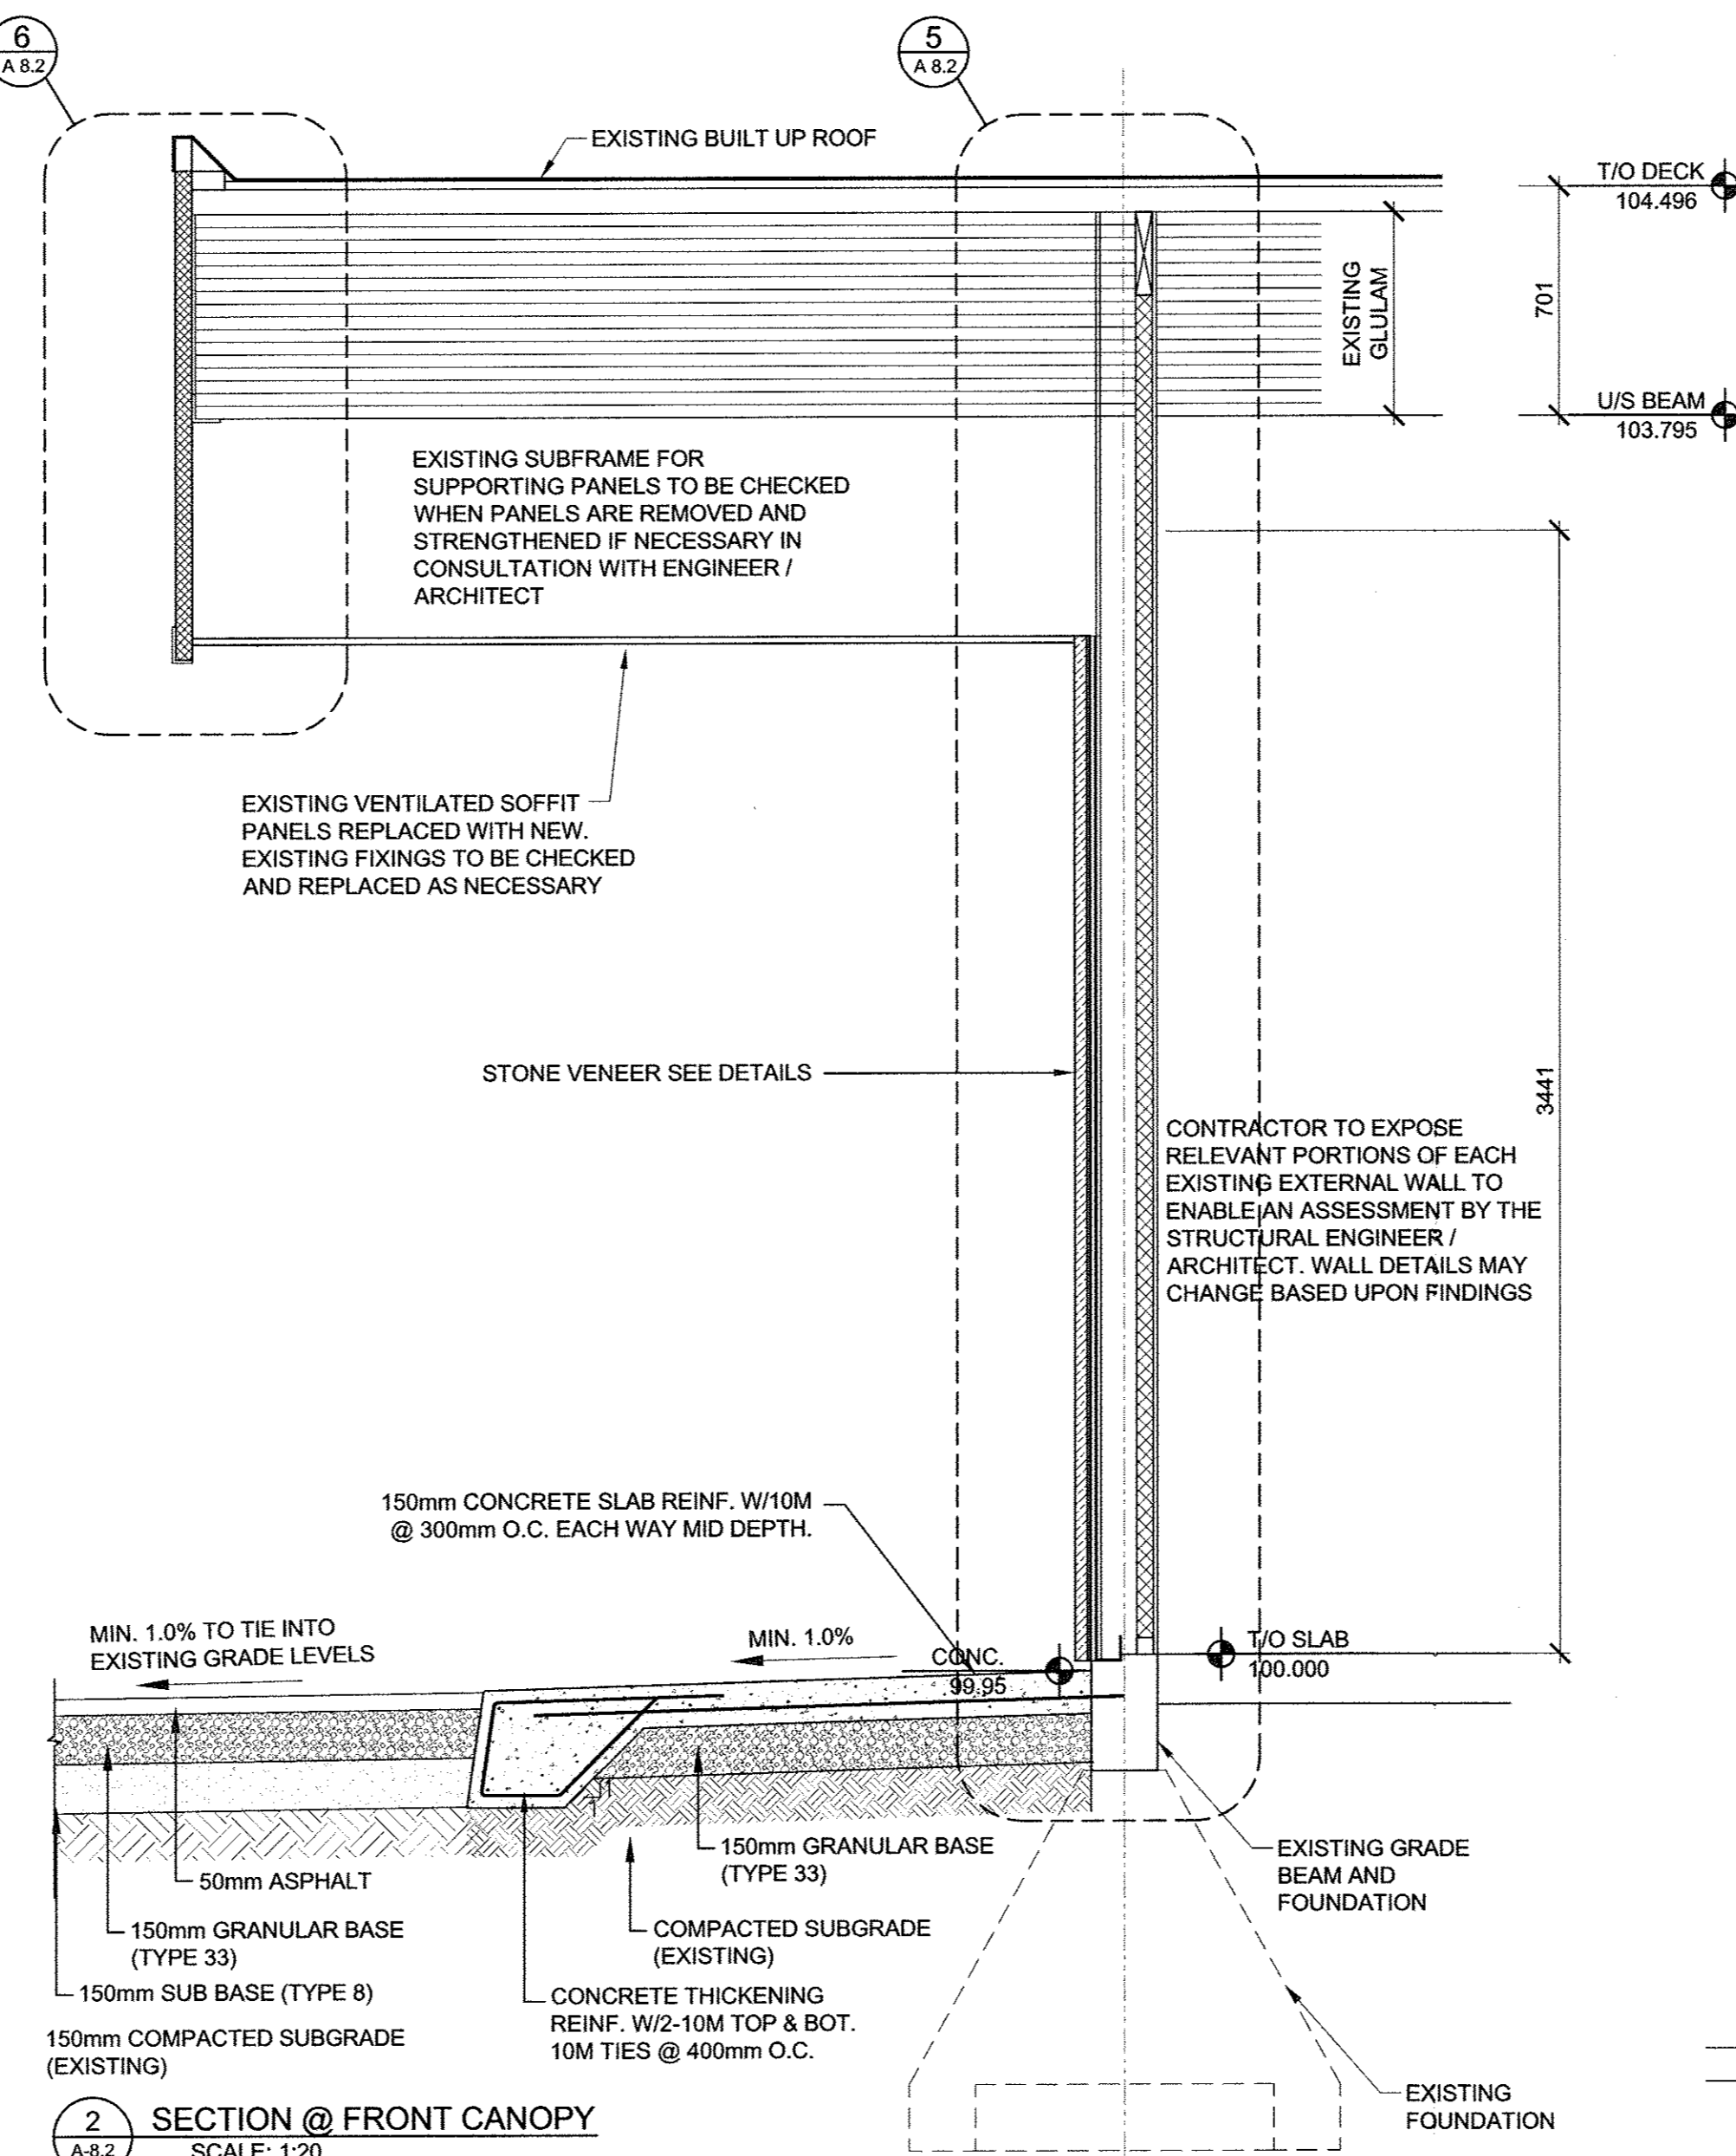 6
A 8.2
5
A 8.2
EXISTING BUILT UP ROOF
T/O DECK
104.496
EXISTING
GLULAM
701
U/S BEAM
103.795
EXISTING SUBFRAME FOR
SUPPORTING PANELS TO BE CHECKED
WHEN PANELS ARE REMOVED AND
STRENGTHENED IF NECESSARY IN
CONSULTATION WITH ENGINEER /
ARCHITECT
EXISTING VENTILATED SOFFIT
PANELS REPLACED WITH NEW.
EXISTING FIXINGS TO BE CHECKED
AND REPLACED AS NECESSARY
STONE VENEER SEE DETAILS
3441
CONTRACTOR TO EXPOSE
RELEVANT PORTIONS OF EACH
EXISTING EXTERNAL WALL TO
ENABLE AN ASSESSMENT BY THE
STRUCTURAL ENGINEER /
ARCHITECT. WALL DETAILS MAY
CHANGE BASED UPON FINDINGS
150mm CONCRETE SLAB REINF. W/10M
@ 300mm O.C. EACH WAY MID DEPTH.
MIN. 1.0% TO TIE INTO
EXISTING GRADE LEVELS
MIN. 1.0%
CONC.
99.95
T/O SLAB
100.000
50mm ASPHALT
150mm GRANULAR BASE
(TYPE 33)
150mm SUB BASE (TYPE 8)
150mm COMPACTED SUBGRADE
(EXISTING)
150mm GRANULAR BASE
(TYPE 33)
COMPACTED SUBGRADE
(EXISTING)
CONCRETE THICKENING
REINF. W/2-10M TOP & BOT.
10M TIES @ 400mm O.C.
EXISTING GRADE
BEAM AND
FOUNDATION
EXISTING
FOUNDATION
2
A-8.2
SECTION @ FRONT CANOPY
SCALE: 1:20